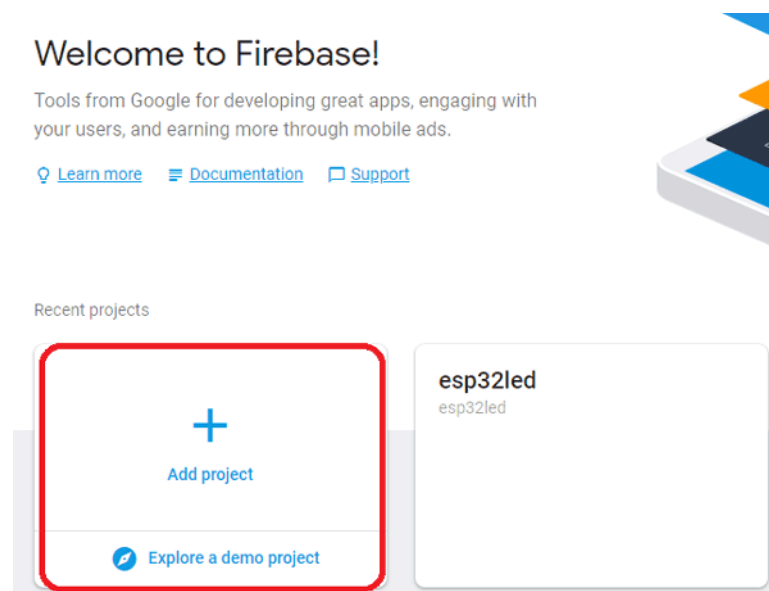 Welcome to Firebase!
Tools from Google for developing great apps, engaging with
your users, and earning more through mobile ads.
Learn more Documentation Support
Recent projects
Add project
Explore a demo project
esp32led
esp32led